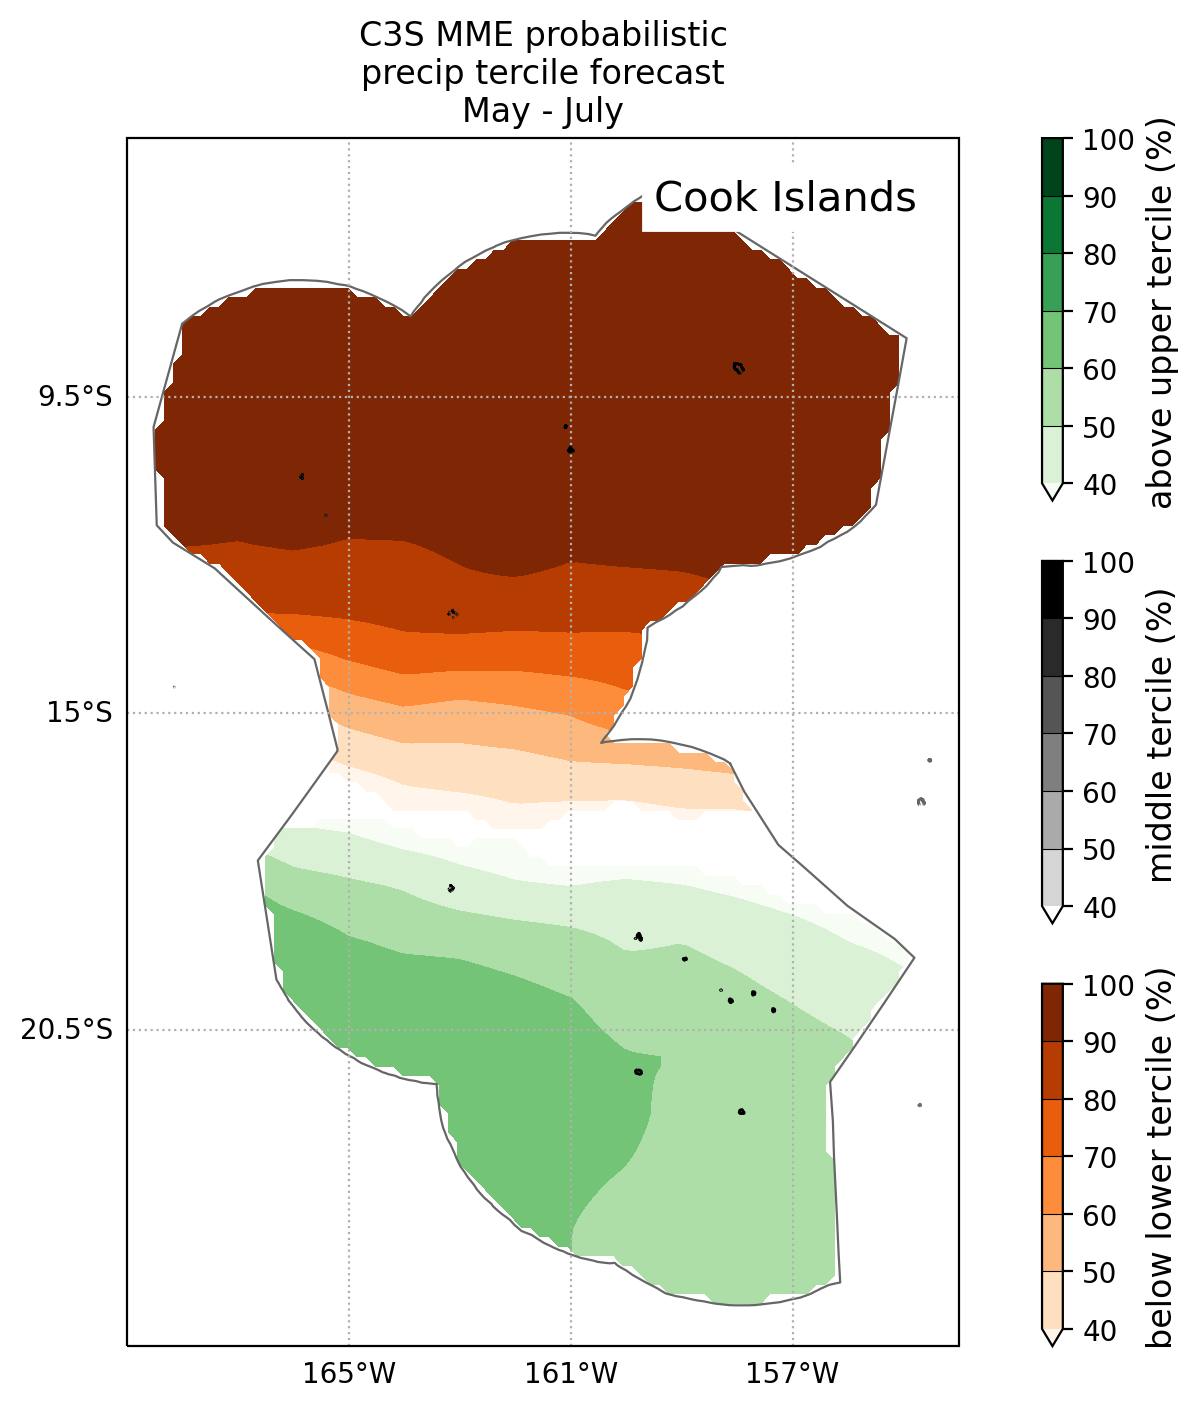 C3S MME probabilistic
precip tercile forecast
May - July
Cook Islands
9.5°S
15°S
20.5°S
165°W
161°W
157°W
100
90
80
70
60
50
40
above upper tercile (%)
100
90
80
70
60
50
40
middle tercile (%)
100
90
80
70
60
50
40
below lower tercile (%)